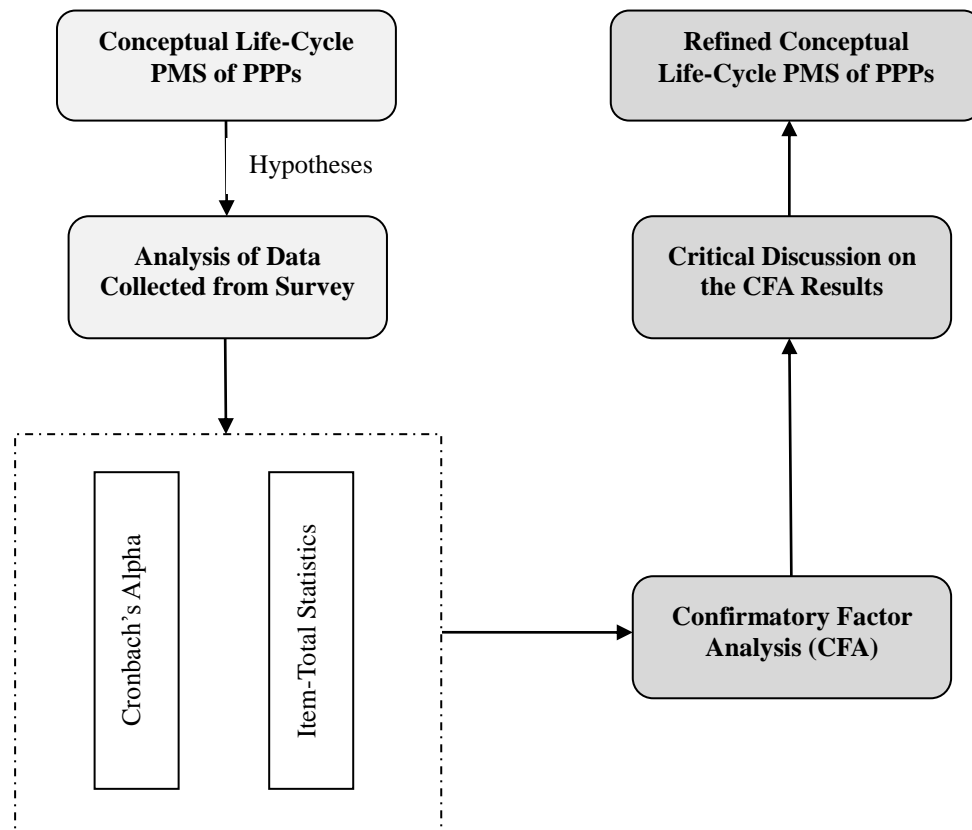 Conceptual Life-Cycle
PMS of PPPs
Hypotheses
Analysis of Data
Collected from Survey
Cronbach’s Alpha
Item-Total Statistics
Confirmatory Factor
Analysis (CFA)
Critical Discussion on
the CFA Results
Refined Conceptual
Life-Cycle PMS of PPPs